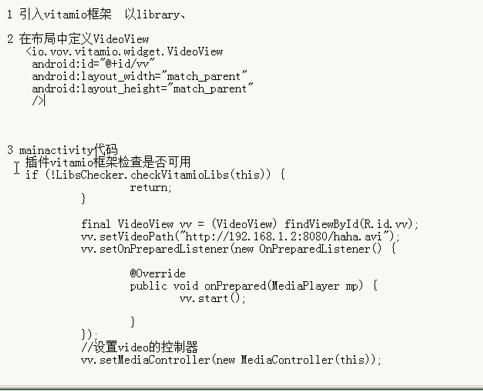 1 引入vitamio框架  以library、
2 在布局中定义VideoView
<io.vov.vitamio.widget.VideoView
android:id="@+id/vv"
android:layout_width="match_parent"
android:layout_height="match_parent"
/>
3 mainactivity代码
插件vitamio框架检查是否可用
if (!LibsChecker.checkVitamioLibs(this)) {
return;
}
final VideoView vv = (VideoView) findViewById(R.id.vv);
vv.setVideoPath("http://192.168.1.2:8080/haha.avi");
vv.setOnPreparedListener(new OnPreparedListener() {
@Override
public void onPrepared(MediaPlayer mp) {
vv.start();
}
});
//设置video的控制器
vv.setMediaController(new MediaController(this));